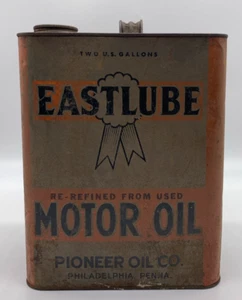 TWO U.S. GALLONS
EASTLUBE
RE-REFINED FROM USED
MOTOR OIL
PIONEER OIL CO.
PHILADELPHIA, PENNA.